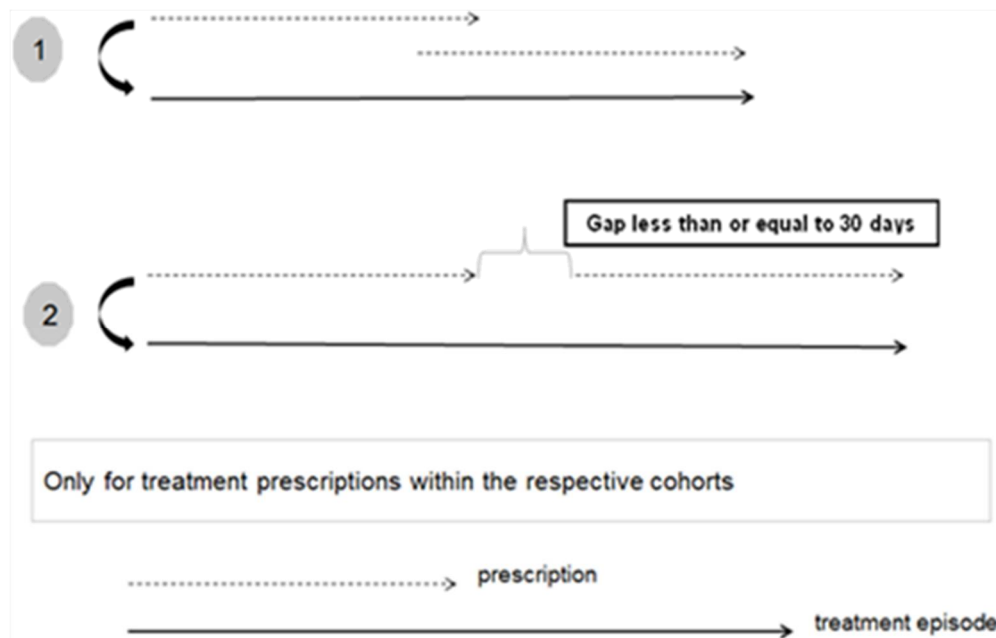 1
Gap less than or equal to 30 days
2
Only for treatment prescriptions within the respective cohorts
prescription
treatment episode